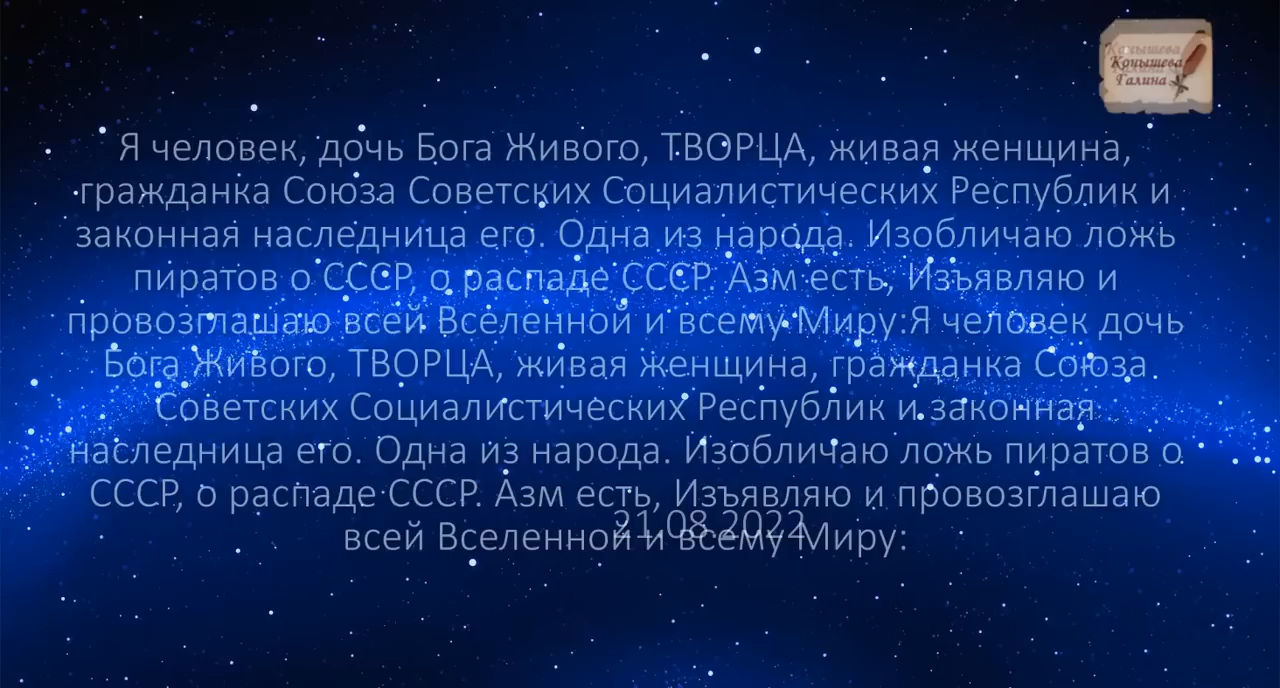 Конышева
Галина
Я человек, дочь Бога Живого, ТВОРЦА, живая женщина,
гражданка Союза Советских Социалистических Республик и
законная наследница его. Одна из народа. Изобличаю ложь
пиратов о СССР, о распаде СССР. Азм есть, Изъявляю и
провозглашаю всей Вселенной и всему Миру:Я человек дочь
Бога Живого, ТВОРЦА, живая женщина, гражданка Союза
Советских Социалистических Республик и законная
наследница его. Одна из народа. Изобличаю ложь пиратов о
СССР, о распаде СССР. Азм есть, Изъявляю и провозглашаю
21.08.2022
всей Вселенной и всему Миру: